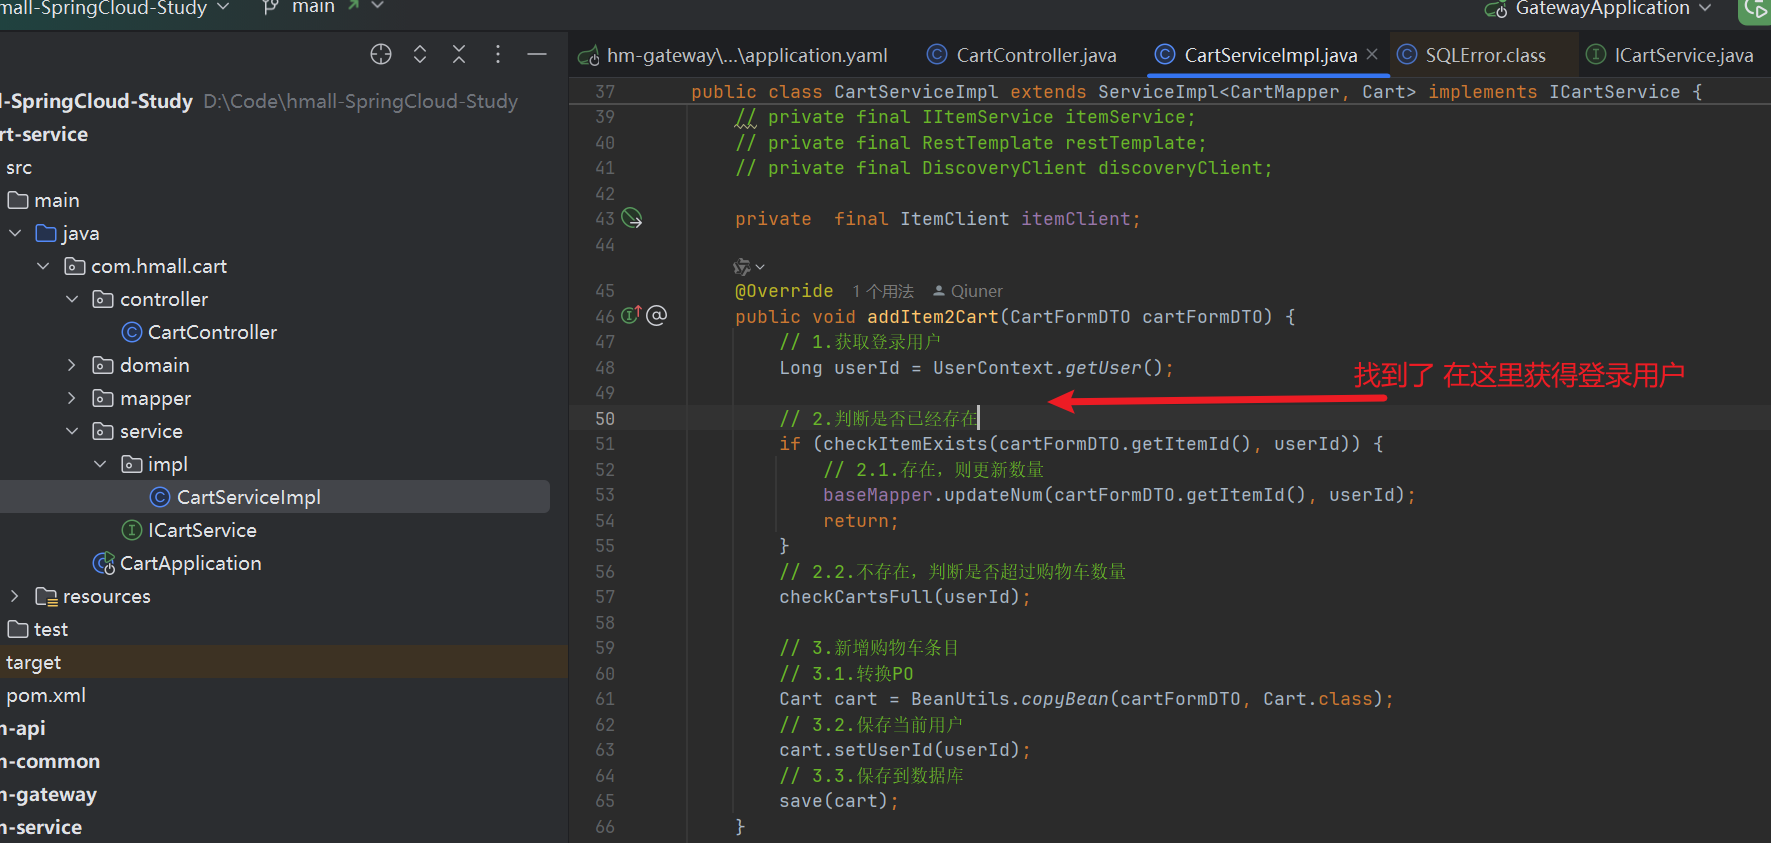 mall-SpringCloud-Study main GatewayApplication
hm-gateway\...\application.yaml CartController.java CartServiceImpl.java SQLError.class ICartService.java
l-SpringCloud-Study D:\Code\hmall-SpringCloud-Study
rt-service
src
main
java
com.hmall.cart
controller
CartController
domain
mapper
service
impl
CartServiceImpl
ICartService
CartApplication
resources
test
target
pom.xml
-api
-common
-gateway
-service
37 public class CartServiceImpl extends ServiceImpl<CartMapper, Cart> implements ICartService {
39 // private final IItemService itemService;
40 // private final RestTemplate restTemplate;
41 // private final DiscoveryClient discoveryClient;
42
43 private  final ItemClient itemClient;
44
45 @Override 1 个用法 Qiuner
46 public void addItem2Cart(CartFormDTO cartFormDTO) {
47 // 1.获取登录用户
48 Long userId = UserContext.getUser();
找到了 在这里获得登录用户
49
50 // 2.判断是否已经存在
51 if (checkItemExists(cartFormDTO.getItemId(), userId)) {
52 // 2.1.存在，则更新数量
53 baseMapper.updateNum(cartFormDTO.getItemId(), userId);
54 return;
55 }
56 // 2.2.不存在，判断是否超过购物车数量
57 checkCartsFull(userId);
58
59 // 3.新增购物车条目
60 // 3.1.转换PO
61 Cart cart = BeanUtils.copyBean(cartFormDTO, Cart.class);
62 // 3.2.保存当前用户
63 cart.setUserId(userId);
64 // 3.3.保存到数据库
65 save(cart);
66 }